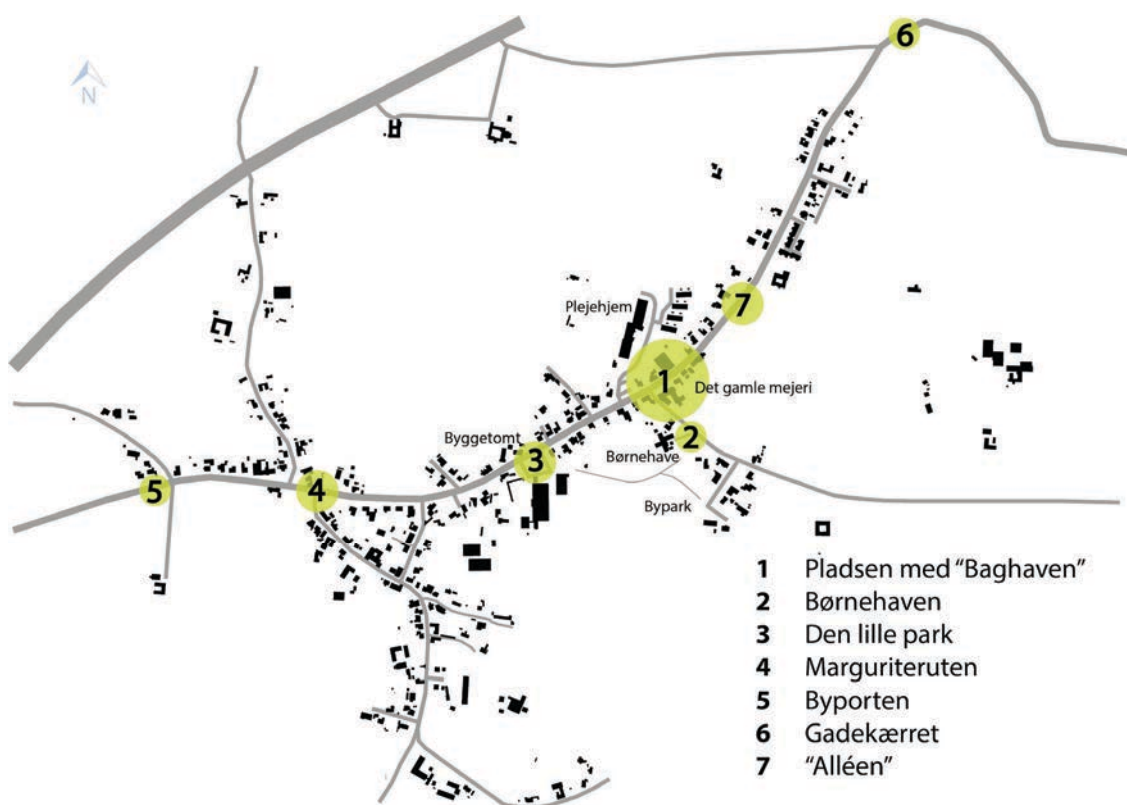 6
N
7
Plejehjem
1
Det gamle mejeri
2
Byggetomt
3
Børnehave
Bypark
4
5
1 Pladsen med “Baghaven”
2 Børnehaven
3 Den lille park
4 Marguriteruten
5 Byporten
6 Gadekærret
7 “Alléen”